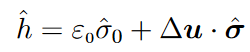 ĥ = ε₀σ̂₀ + Δ𝒖 · 𝝈̂